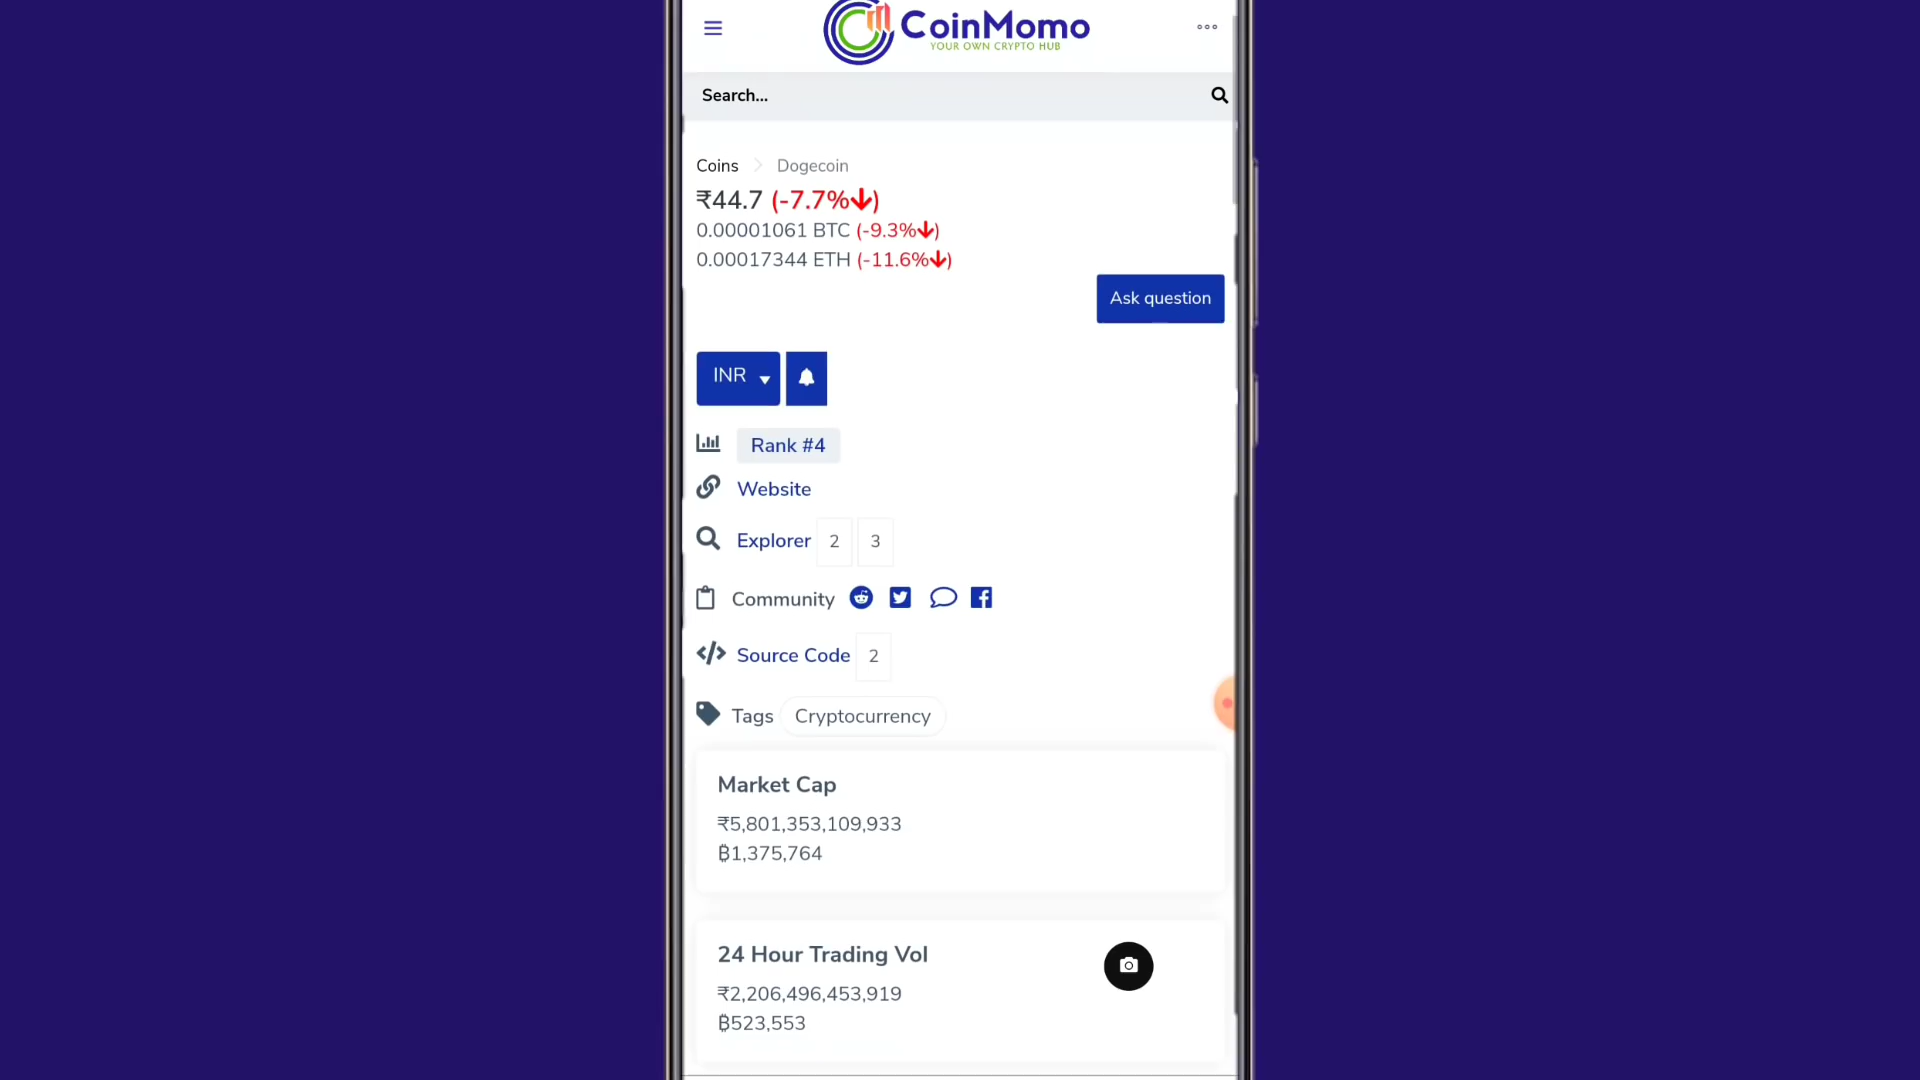 CoinMomo
YOUR OWN CRYPTO HUB
Search...
Coins Dogecoin
₹44.7 (-7.7%)
0.00001061 BTC (-9.3%)
0.00017344 ETH (-11.6%)
Ask question
INR
Rank #4
Website
Explorer 2 3
Community
Source Code 2
Tags Cryptocurrency
Market Cap
₹5,801,353,109,933
₿1,375,764
24 Hour Trading Vol
₹2,206,496,453,919
₿523,553